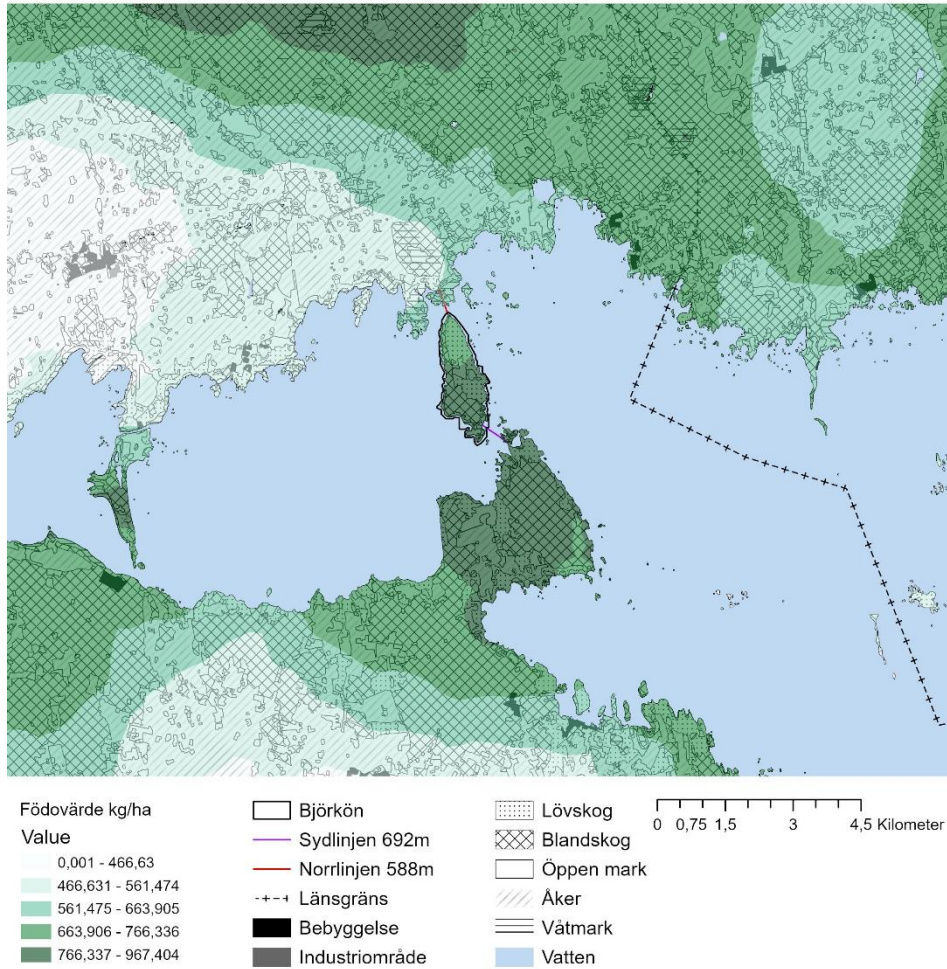 Födovärde kg/ha
Value
0,001 - 466,63
466,631 - 561,474
561,475 - 663,905
663,906 - 766,336
766,337 - 967,404
Björkön
Sydlinjen 692m
Norrlinjen 588m
Länsgräns
Bebyggelse
Industriområde
Lövskog
Blandskog
Öppen mark
Åker
Våtmark
Vatten
0 0,75 1,5 3 4,5 Kilometer